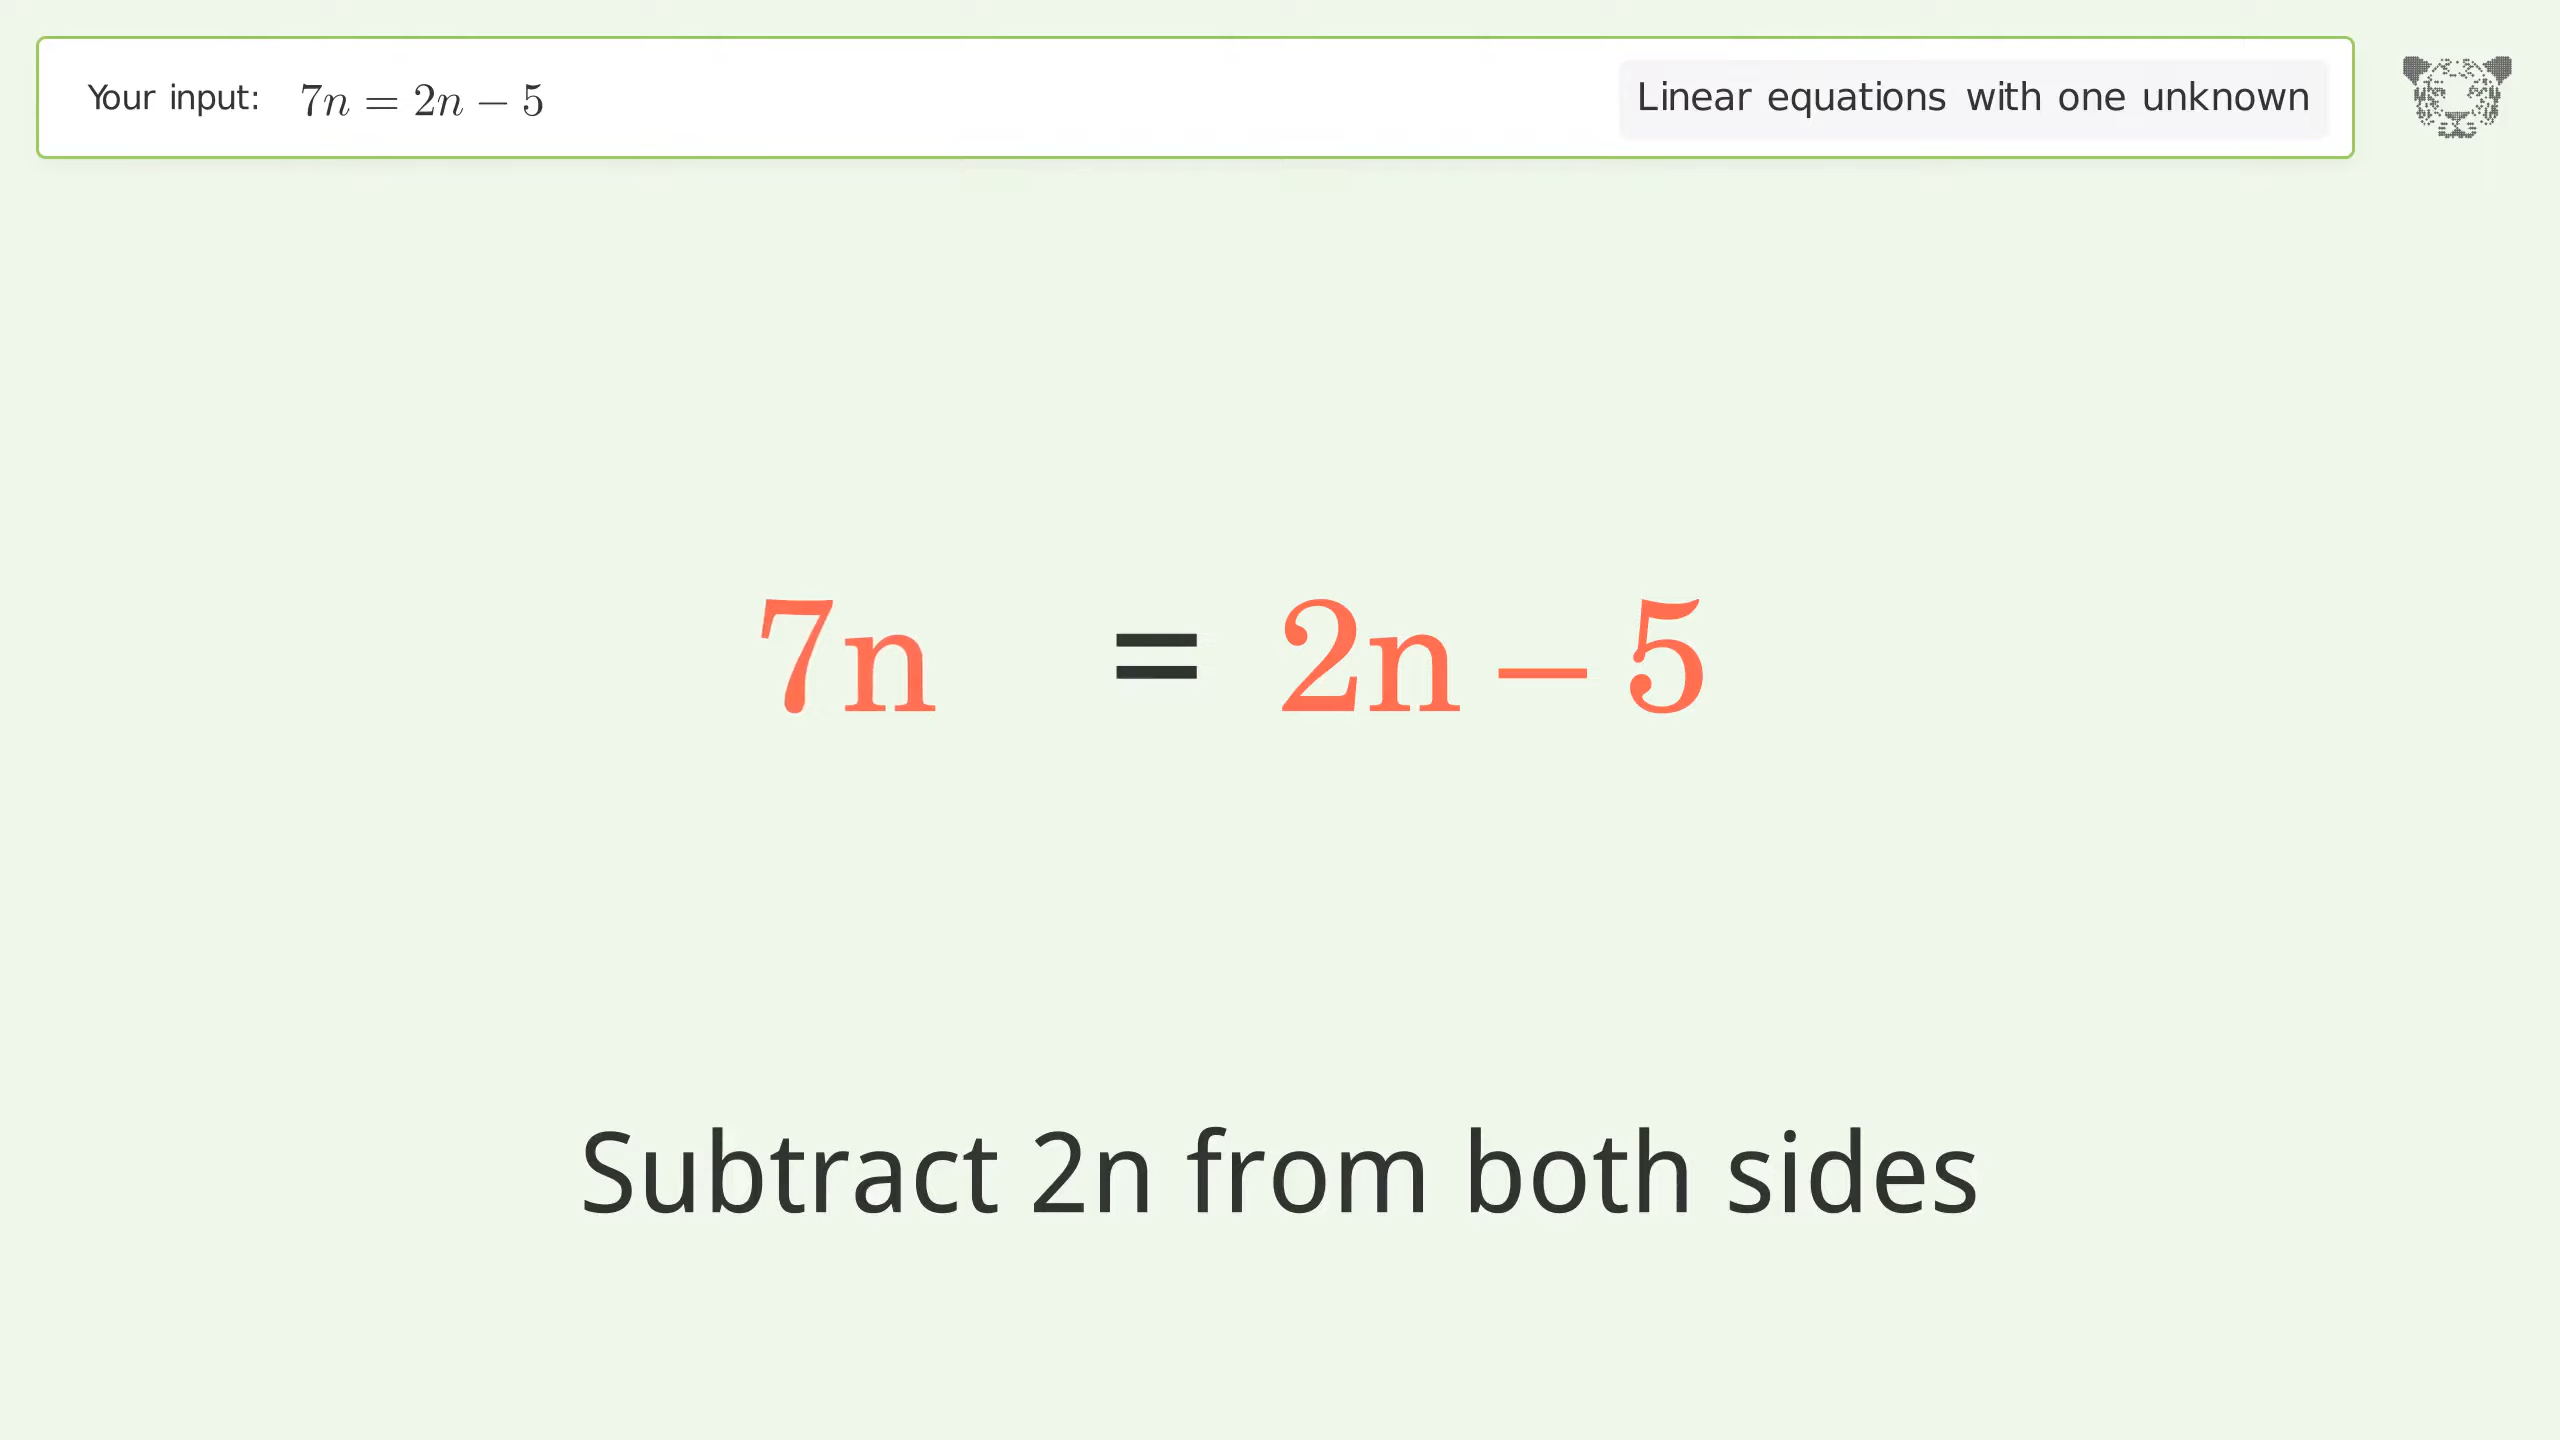 Your input: 7n = 2n − 5
Linear equations with one unknown
7n = 2n − 5
Subtract 2n from both sides